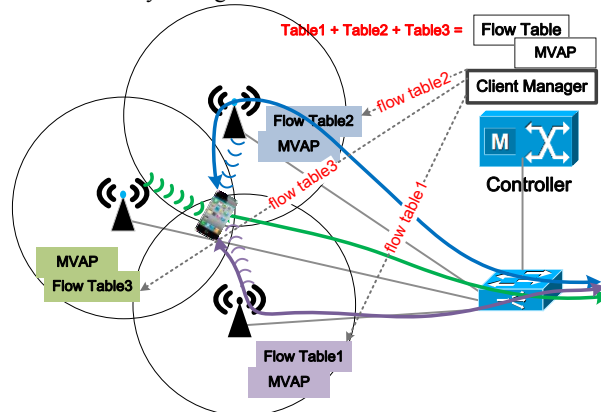 Table1 + Table2 + Table3 =
Flow Table
MVAP
Client Manager
flow table2
Flow Table2
MVAP
M
Controller
flow table3
flow table1
MVAP
Flow Table3
Flow Table1
MVAP